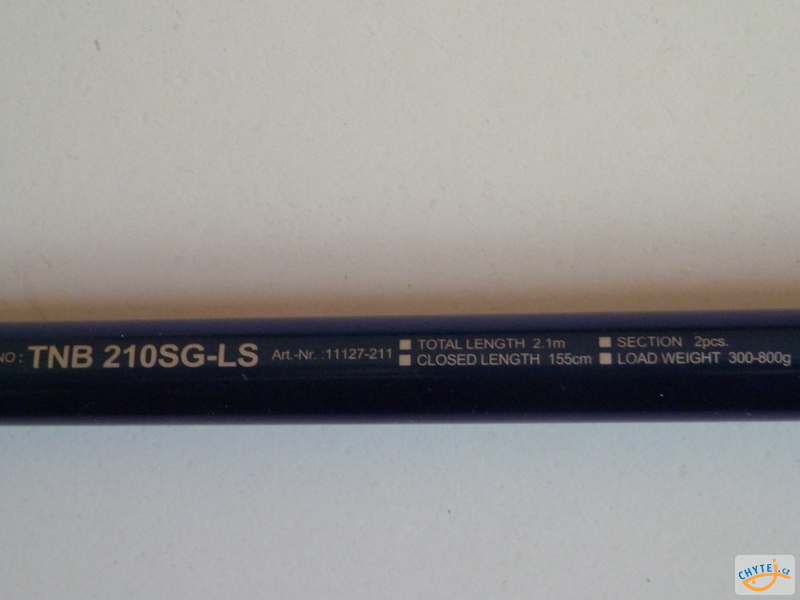 NO: TNB 210SG-LS Art.-Nr. :11127-211
TOTAL LENGTH 2.1m
CLOSED LENGTH 155cm
SECTION 2pcs.
LOAD WEIGHT 300-800g
CHYTEJ.cz